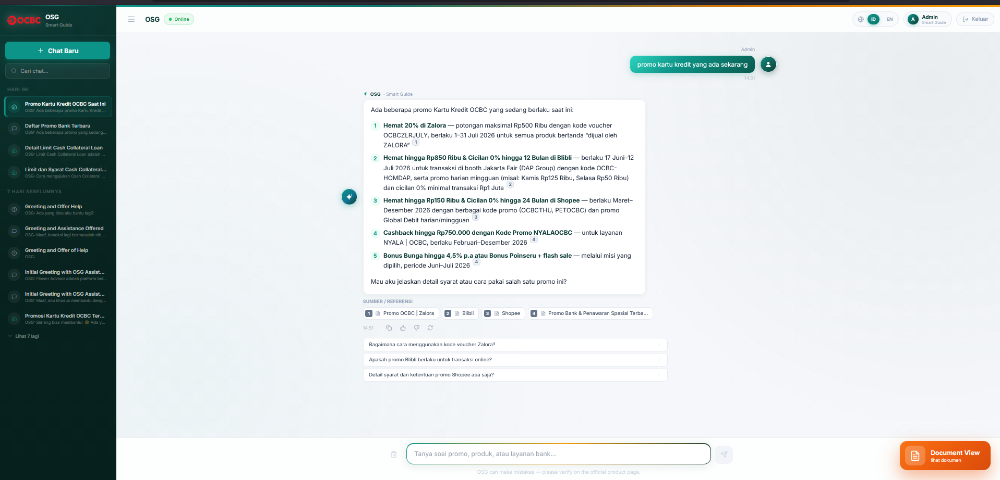 OCBC
OSG
Smart Guide
Chat Baru
Cari chat...
HARI INI
Promo Kartu Kredit OCBC Saat Ini
OSG: Ada beberapa promo Kartu Kredit ...
Daftar Promo Bank Terbaru
OSG: Ada beberapa promo yang sedang...
Detail Limit Cash Collateral Loan
OSG: Limit Cash Collateral Loan adalah ...
Limit dan Syarat Cash Collateral...
OSG: Cara mengajukan Cash Collateral ...
7 HARI SEBELUMNYA
Greeting and Offer Help
OSG: Ada yang bisa aku bantu lagi?
Greeting and Assistance Offered
OSG: Maaf, koneksi lagi bermasalah nih....
Greeting and Offer of Help
OSG:
Initial Greeting with OSG Assist...
OSG: Flower Advisor adalah platform bel...
Initial Greeting with OSG Assist...
OSG: Maaf, aku khusus membantu deng...
Promosi Kartu Kredit OCBC Ter...
OSG: Senang bisa membantu! Ada y...
Lihat 7 lagi
OSG
Online
ID
EN
A
Admin
Smart Guide
Keluar
Admin
promo kartu kredit yang ada sekarang
14.51
OSG · Smart Guide
Ada beberapa promo Kartu Kredit OCBC yang sedang berlaku saat ini:
1 Hemat 20% di Zalora — potongan maksimal Rp500 Ribu dengan kode voucher
OCBCZLRJULY, berlaku 1–31 Juli 2026 untuk semua produk bertanda “dijual oleh
ZALORA” 1
2 Hemat hingga Rp850 Ribu & Cicilan 0% hingga 12 Bulan di Blibli — berlaku 17 Juni–12
Juli 2026 untuk transaksi di booth Jakarta Fair (DAP Group) dengan kode OCBC-
HOMDAP, serta promo harian mingguan (misal: Kamis Rp125 Ribu, Selasa Rp50 Ribu)
dan cicilan 0% minimal transaksi Rp1 Juta 2
3 Hemat hingga Rp150 Ribu & Cicilan 0% hingga 24 Bulan di Shopee — berlaku Maret–
Desember 2026 dengan berbagai kode promo (OCBCTHU, PETOCBC) dan promo
Global Debit harian/mingguan 3
4 Cashback hingga Rp750.000 dengan Kode Promo NYALAOCBC — untuk layanan
NYALA | OCBC, berlaku Februari–Desember 2026 4
5 Bonus Bunga hingga 4,5% p.a atau Bonus Poinseru + flash sale — melalui misi yang
dipilih, periode Juni–Juli 2026 4
Mau aku jelaskan detail syarat atau cara pakai salah satu promo ini?
SUMBER / REFERENSI
1 Promo OCBC | Zalora
2 Blibli
3 Shopee
4 Promo Bank & Penawaran Spesial Terba...
14.51
Bagaimana cara menggunakan kode voucher Zalora?
Apakah promo Blibli berlaku untuk transaksi online?
Detail syarat dan ketentuan promo Shopee apa saja?
Tanya soal promo, produk, atau layanan bank...
OSG can make mistakes — please verify on the official product page.
Document View
lihat dokumen